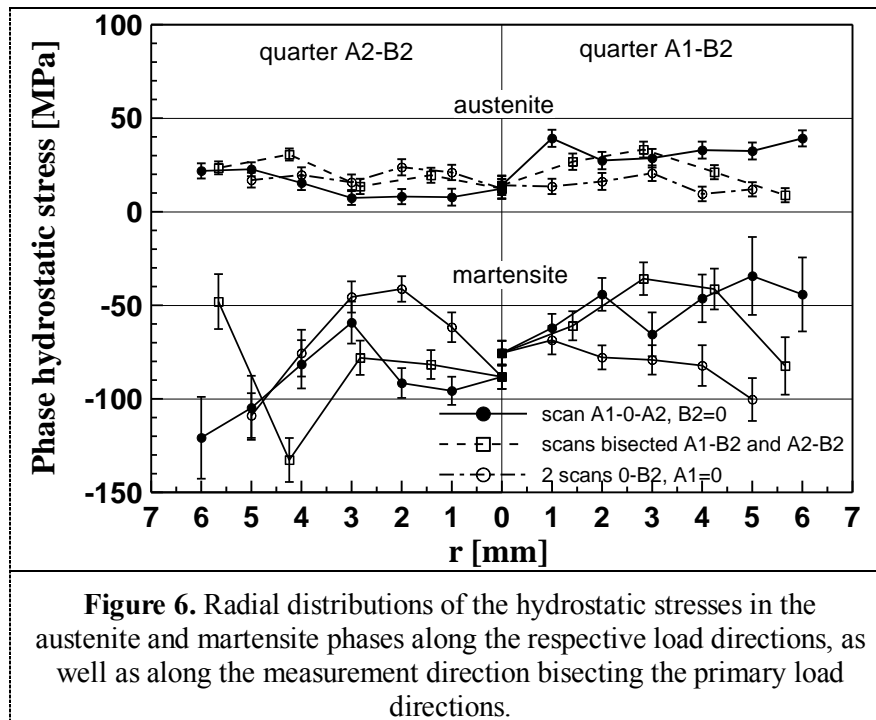 Phase hydrostatic stress [MPa]
100
50
0
-50
-100
-150
quarter A2-B2
quarter A1-B2
austenite
martensite
scan A1-0-A2, B2=0
scans bisected A1-B2 and A2-B2
2 scans 0-B2, A1=0
7 6 5 4 3 2 1 0 1 2 3 4 5 6 7
r [mm]
Figure 6. Radial distributions of the hydrostatic stresses in the
austenite and martensite phases along the respective load directions, as
well as along the measurement direction bisecting the primary load
directions.